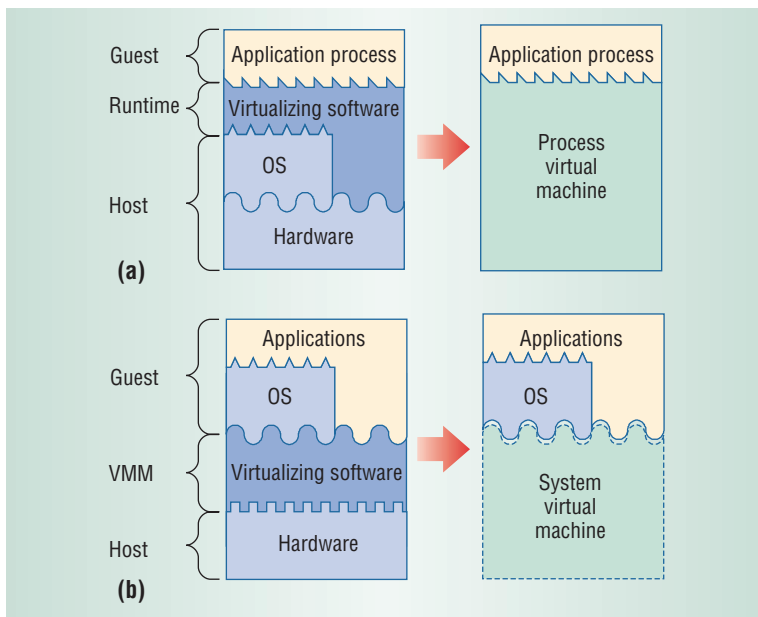 Guest
Application process
Runtime
Virtualizing software
OS
Host
Hardware
(a)
Application process
Process
virtual
machine
Applications
Guest
OS
VMM
Virtualizing software
Host
Hardware
(b)
Applications
OS
System
virtual
machine